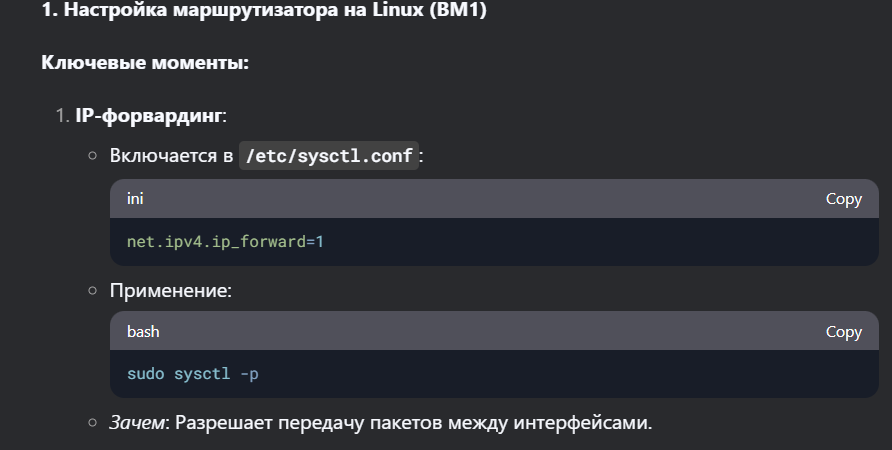 1. Настройка маршрутизатора на Linux (ВМ1)
Ключевые моменты:
1. IP-форвардинг:
Включается в /etc/sysctl.conf:
ini Copy
net.ipv4.ip_forward=1
Применение:
bash Copy
sudo sysctl -p
Зачем: Разрешает передачу пакетов между интерфейсами.